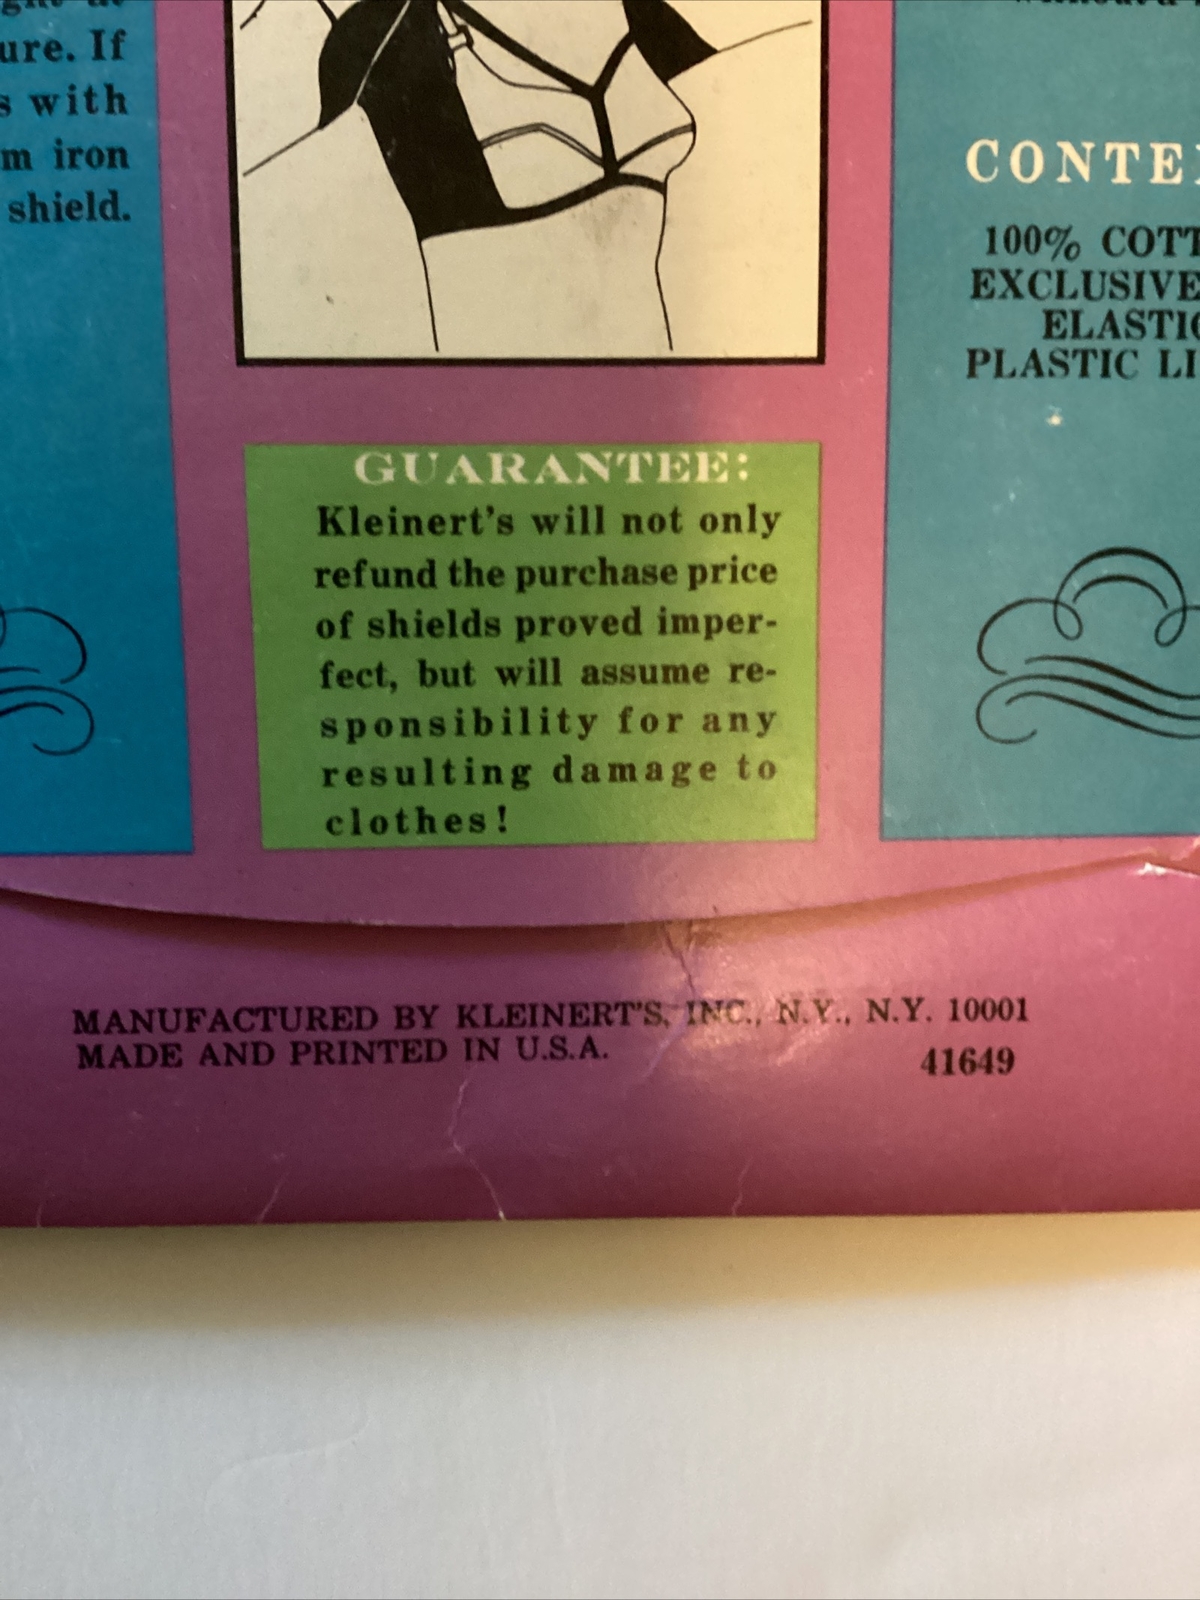 ure. If
s with
m iron
shield.
GUARANTEE:
Kleinert's will not only
refund the purchase price
of shields proved imper-
fect, but will assume re-
sponsibility for any
resulting damage to
clothes!
CONTE
100% COTT
EXCLUSIVE
ELASTIC
PLASTIC LI
MANUFACTURED BY KLEINERT'S, INC., N.Y., N.Y. 10001
MADE AND PRINTED IN U.S.A.
41649